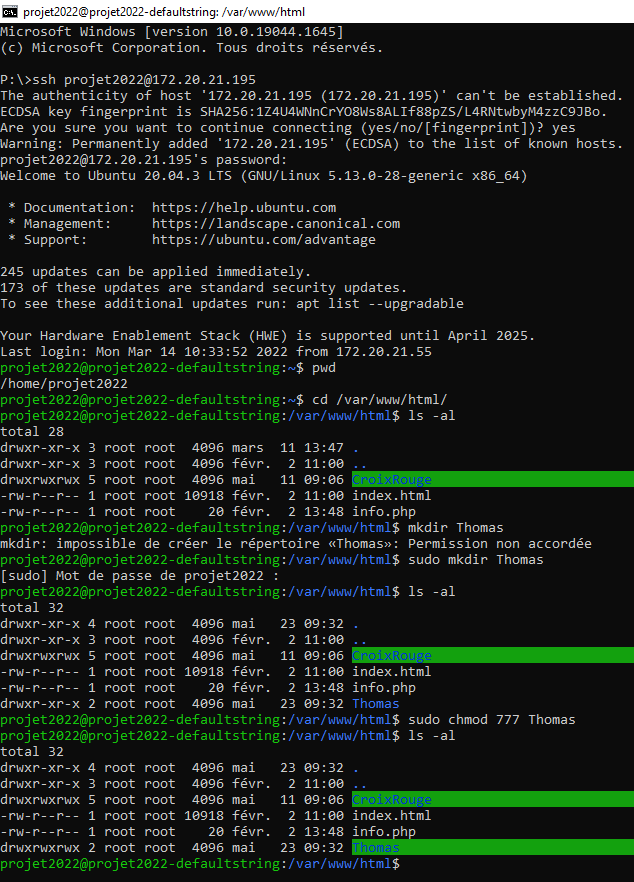 projet2022@projet2022-defaultstring: /var/www/html
Microsoft Windows [version 10.0.19044.1645]
(c) Microsoft Corporation. Tous droits réservés.
P:\>ssh projet2022@172.20.21.195
The authenticity of host '172.20.21.195 (172.20.21.195)' can't be established.
ECDSA key fingerprint is SHA256:1Z4U4WNnCrYO8Ws8ALIf88pZS/L4RNtwbyM4zzC9JBo.
Are you sure you want to continue connecting (yes/no/[fingerprint])? yes
Warning: Permanently added '172.20.21.195' (ECDSA) to the list of known hosts.
projet2022@172.20.21.195's password:
Welcome to Ubuntu 20.04.3 LTS (GNU/Linux 5.13.0-28-generic x86_64)
 * Documentation:  https://help.ubuntu.com
 * Management:     https://landscape.canonical.com
 * Support:        https://ubuntu.com/advantage
245 updates can be applied immediately.
173 of these updates are standard security updates.
To see these additional updates run: apt list --upgradable
Your Hardware Enablement Stack (HWE) is supported until April 2025.
Last login: Mon Mar 14 10:33:52 2022 from 172.20.21.55
projet2022@projet2022-defaultstring:~$ pwd
/home/projet2022
projet2022@projet2022-defaultstring:~$ cd /var/www/html/
projet2022@projet2022-defaultstring:/var/www/html$ ls -al
total 28
drwxr-xr-x 3 root root  4096 mars  11 13:47 .
drwxr-xr-x 3 root root  4096 févr.  2 11:00 ..
drwxrwxrwx 5 root root  4096 mai   11 09:06 CroixRouge
-rw-r--r-- 1 root root 10918 févr.  2 11:00 index.html
-rw-r--r-- 1 root root    20 févr.  2 13:48 info.php
projet2022@projet2022-defaultstring:/var/www/html$ mkdir Thomas
mkdir: impossible de créer le répertoire «Thomas»: Permission non accordée
projet2022@projet2022-defaultstring:/var/www/html$ sudo mkdir Thomas
[sudo] Mot de passe de projet2022 :
projet2022@projet2022-defaultstring:/var/www/html$ ls -al
total 32
drwxr-xr-x 4 root root  4096 mai   23 09:32 .
drwxr-xr-x 3 root root  4096 févr.  2 11:00 ..
drwxrwxrwx 5 root root  4096 mai   11 09:06 CroixRouge
-rw-r--r-- 1 root root 10918 févr.  2 11:00 index.html
-rw-r--r-- 1 root root    20 févr.  2 13:48 info.php
drwxr-xr-x 2 root root  4096 mai   23 09:32 Thomas
projet2022@projet2022-defaultstring:/var/www/html$ sudo chmod 777 Thomas
projet2022@projet2022-defaultstring:/var/www/html$ ls -al
total 32
drwxr-xr-x 4 root root  4096 mai   23 09:32 .
drwxr-xr-x 3 root root  4096 févr.  2 11:00 ..
drwxrwxrwx 5 root root  4096 mai   11 09:06 CroixRouge
-rw-r--r-- 1 root root 10918 févr.  2 11:00 index.html
-rw-r--r-- 1 root root    20 févr.  2 13:48 info.php
drwxrwxrwx 2 root root  4096 mai   23 09:32 Thomas
projet2022@projet2022-defaultstring:/var/www/html$